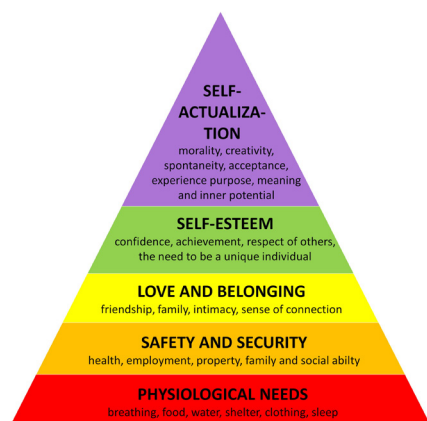 SELF-
ACTUALIZA-
TION
morality, creativity,
spontaneity, acceptance,
experience purpose, meaning
and inner potential
SELF-ESTEEM
confidence, achievement, respect of others,
the need to be a unique individual
LOVE AND BELONGING
friendship, family, intimacy, sense of connection
SAFETY AND SECURITY
health, employment, property, family and social abilty
PHYSIOLOGICAL NEEDS
breathing, food, water, shelter, clothing, sleep